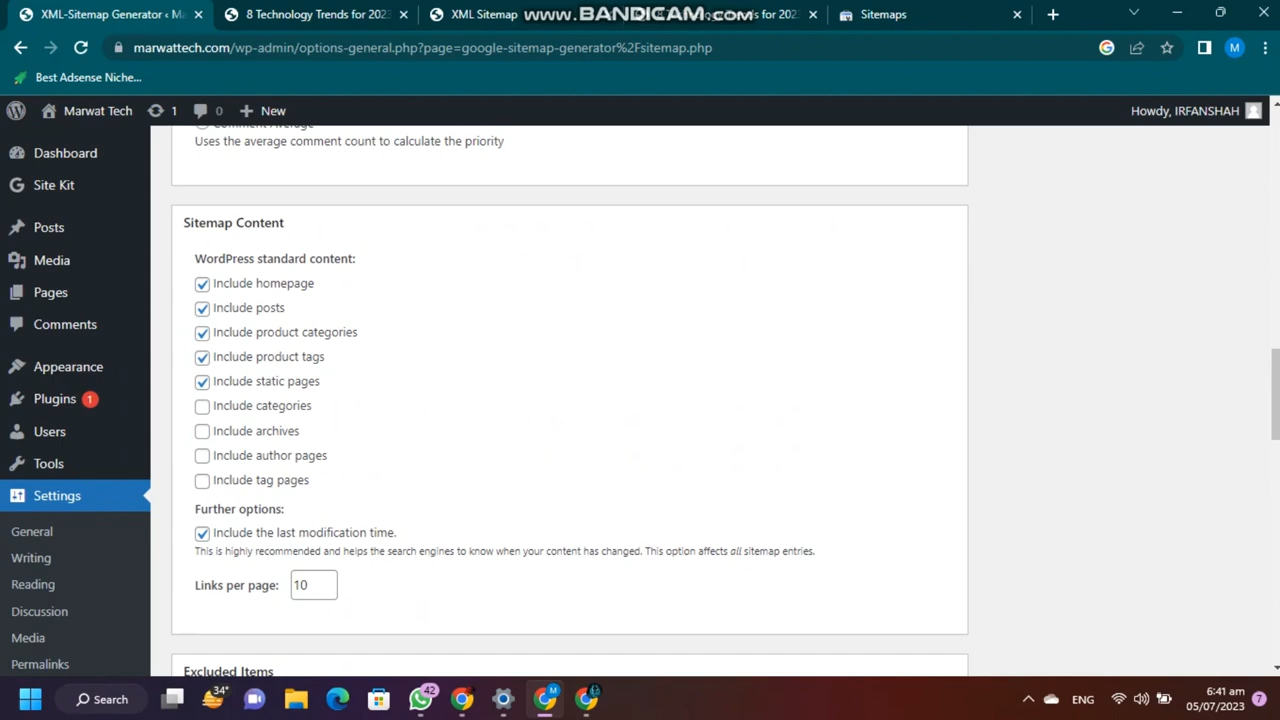 XML-Sitemap Generator ‹ Ma
8 Technology Trends for 2023
XML Sitemap
www.BANDICAM.com
ds for 2023
Sitemaps
marwattech.com/wp-admin/options-general.php?page=google-sitemap-generator%2Fsitemap.php
M
Best Adsense Niche...
Marwat Tech
1
0
New
Howdy, IRFANSHAH
Comment Average
Uses the average comment count to calculate the priority
Dashboard
Site Kit
Posts
Media
Pages
Comments
Appearance
Plugins 1
Users
Tools
Settings
General
Writing
Reading
Discussion
Media
Permalinks
Sitemap Content
WordPress standard content:
Include homepage
Include posts
Include product categories
Include product tags
Include static pages
Include categories
Include archives
Include author pages
Include tag pages
Further options:
Include the last modification time.
This is highly recommended and helps the search engines to know when your content has changed. This option affects all sitemap entries.
Links per page: 10
Excluded Items
Search
34°
42
M
ENG
6:41 am
05/07/2023
7